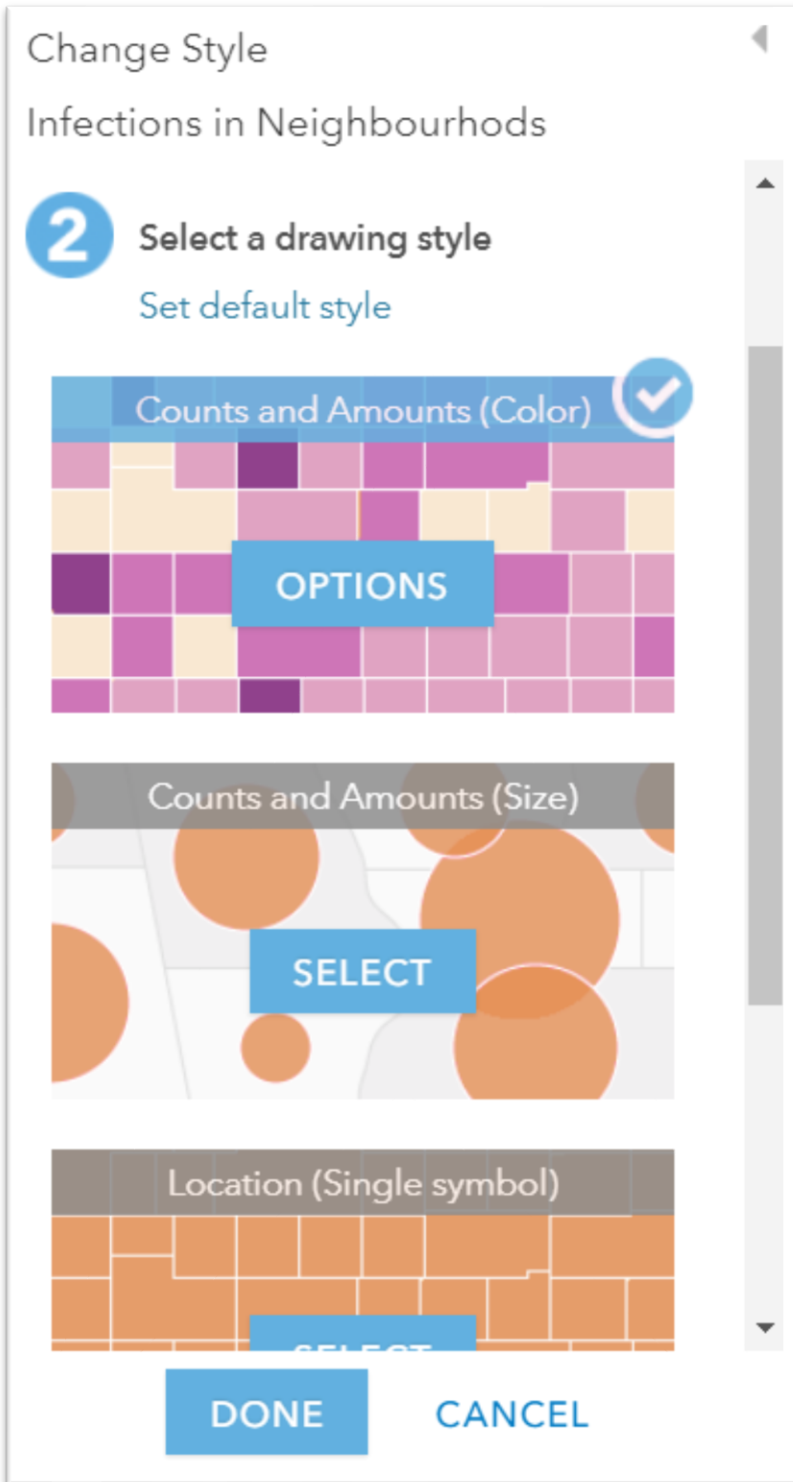 Change Style
Infections in Neighbourhods
2 Select a drawing style
Set default style
Counts and Amounts (Color)
OPTIONS
Counts and Amounts (Size)
SELECT
Location (Single symbol)
SELECT
DONE CANCEL